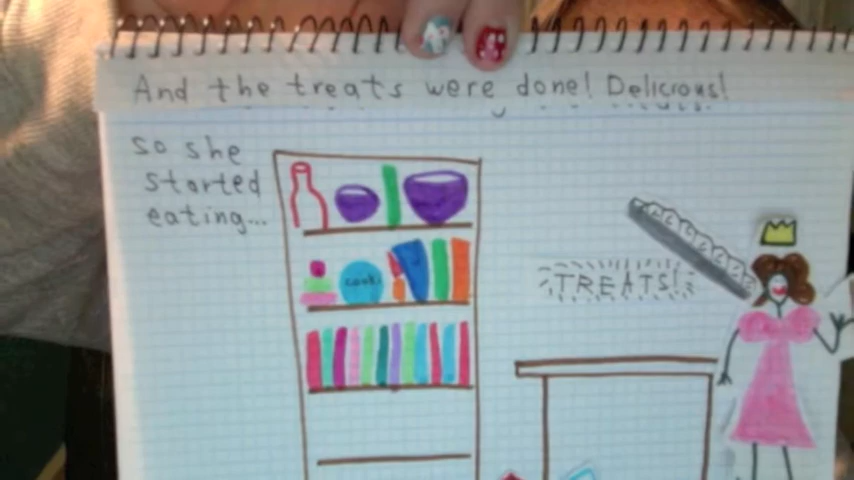 And the treats were done! Delicious!
so she
started
eating...
cook
TREATS!